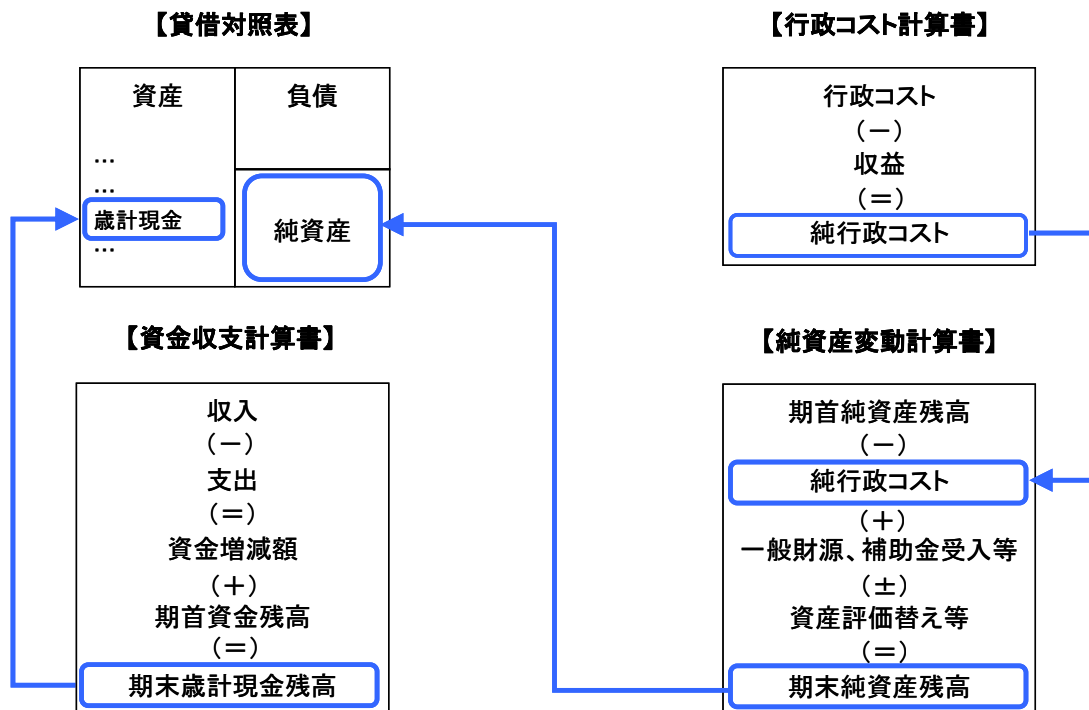 【貸借対照表】
資産
負債
…
…
歳計現金
…
純資産
【行政コスト計算書】
行政コスト
（－）
収益
（＝）
純行政コスト
【資金収支計算書】
収入
（－）
支出
（＝）
資金増減額
（＋）
期首資金残高
（＝）
期末歳計現金残高
【純資産変動計算書】
期首純資産残高
（－）
純行政コスト
（＋）
一般財源、補助金受入等
（±）
資産評価替え等
（＝）
期末純資産残高